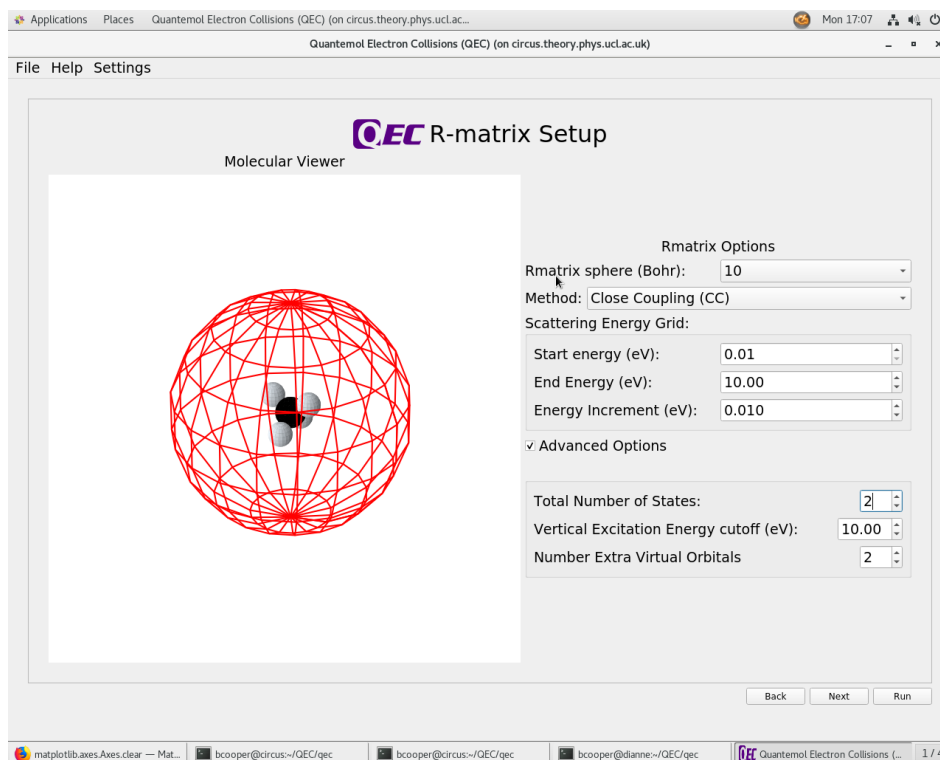 Applications Places Quantemol Electron Collisions (QEC) (on circus.theory.phys.ucl.ac... Mon 17:07
Quantemol Electron Collisions (QEC) (on circus.theory.phys.ucl.ac.uk)
File Help Settings
QEC R-matrix Setup
Molecular Viewer
Rmatrix Options
Rmatrix sphere (Bohr): 10
Method: Close Coupling (CC)
Scattering Energy Grid:
Start energy (eV): 0.01
End Energy (eV): 10.00
Energy Increment (eV): 0.010
Advanced Options
Total Number of States: 2
Vertical Excitation Energy cutoff (eV): 10.00
Number Extra Virtual Orbitals 2
Back Next Run
matplotlib.axes.Axes.clear — Mat... bcooper@circus:~/QEC/qec bcooper@circus:~/QEC/qec bcooper@dianne:~/QEC/qec QEC Quantemol Electron Collisions (... 1 / 4